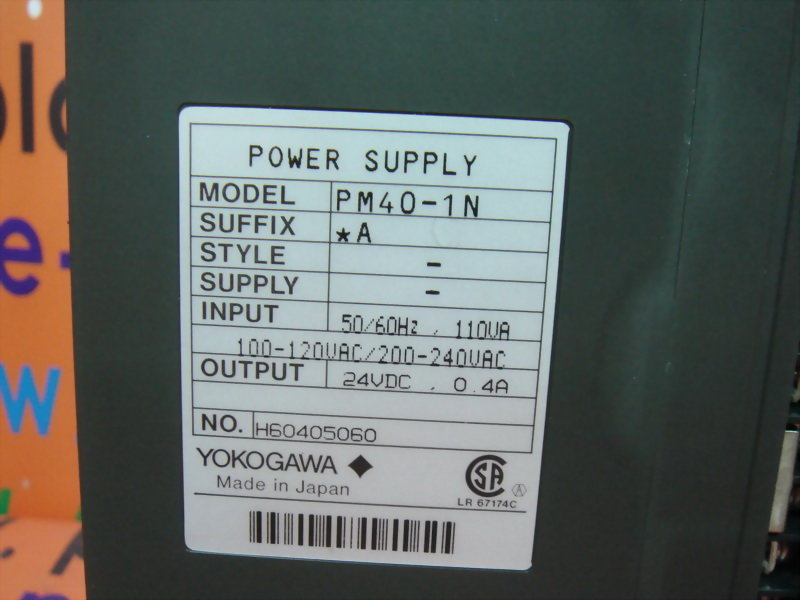 POWER SUPPLY
MODEL PM40-1N
SUFFIX ★A
STYLE -
SUPPLY -
INPUT 50/60Hz , 110VA
100-120VAC/200-240VAC
OUTPUT 24VDC , 0.4A
NO. H60405060
YOKOGAWA ◆
Made in Japan
SA
LR 67174C